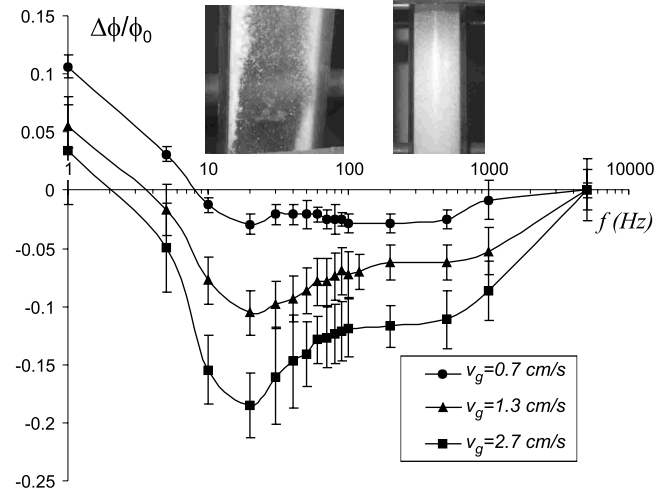 0.15
Δϕ/ϕ0
0.1
0.05
1
10
100
1000
10000
0
f (Hz)
-0.05
-0.1
-0.15
-0.2
-0.25
vg=0.7 cm/s
vg=1.3 cm/s
vg=2.7 cm/s